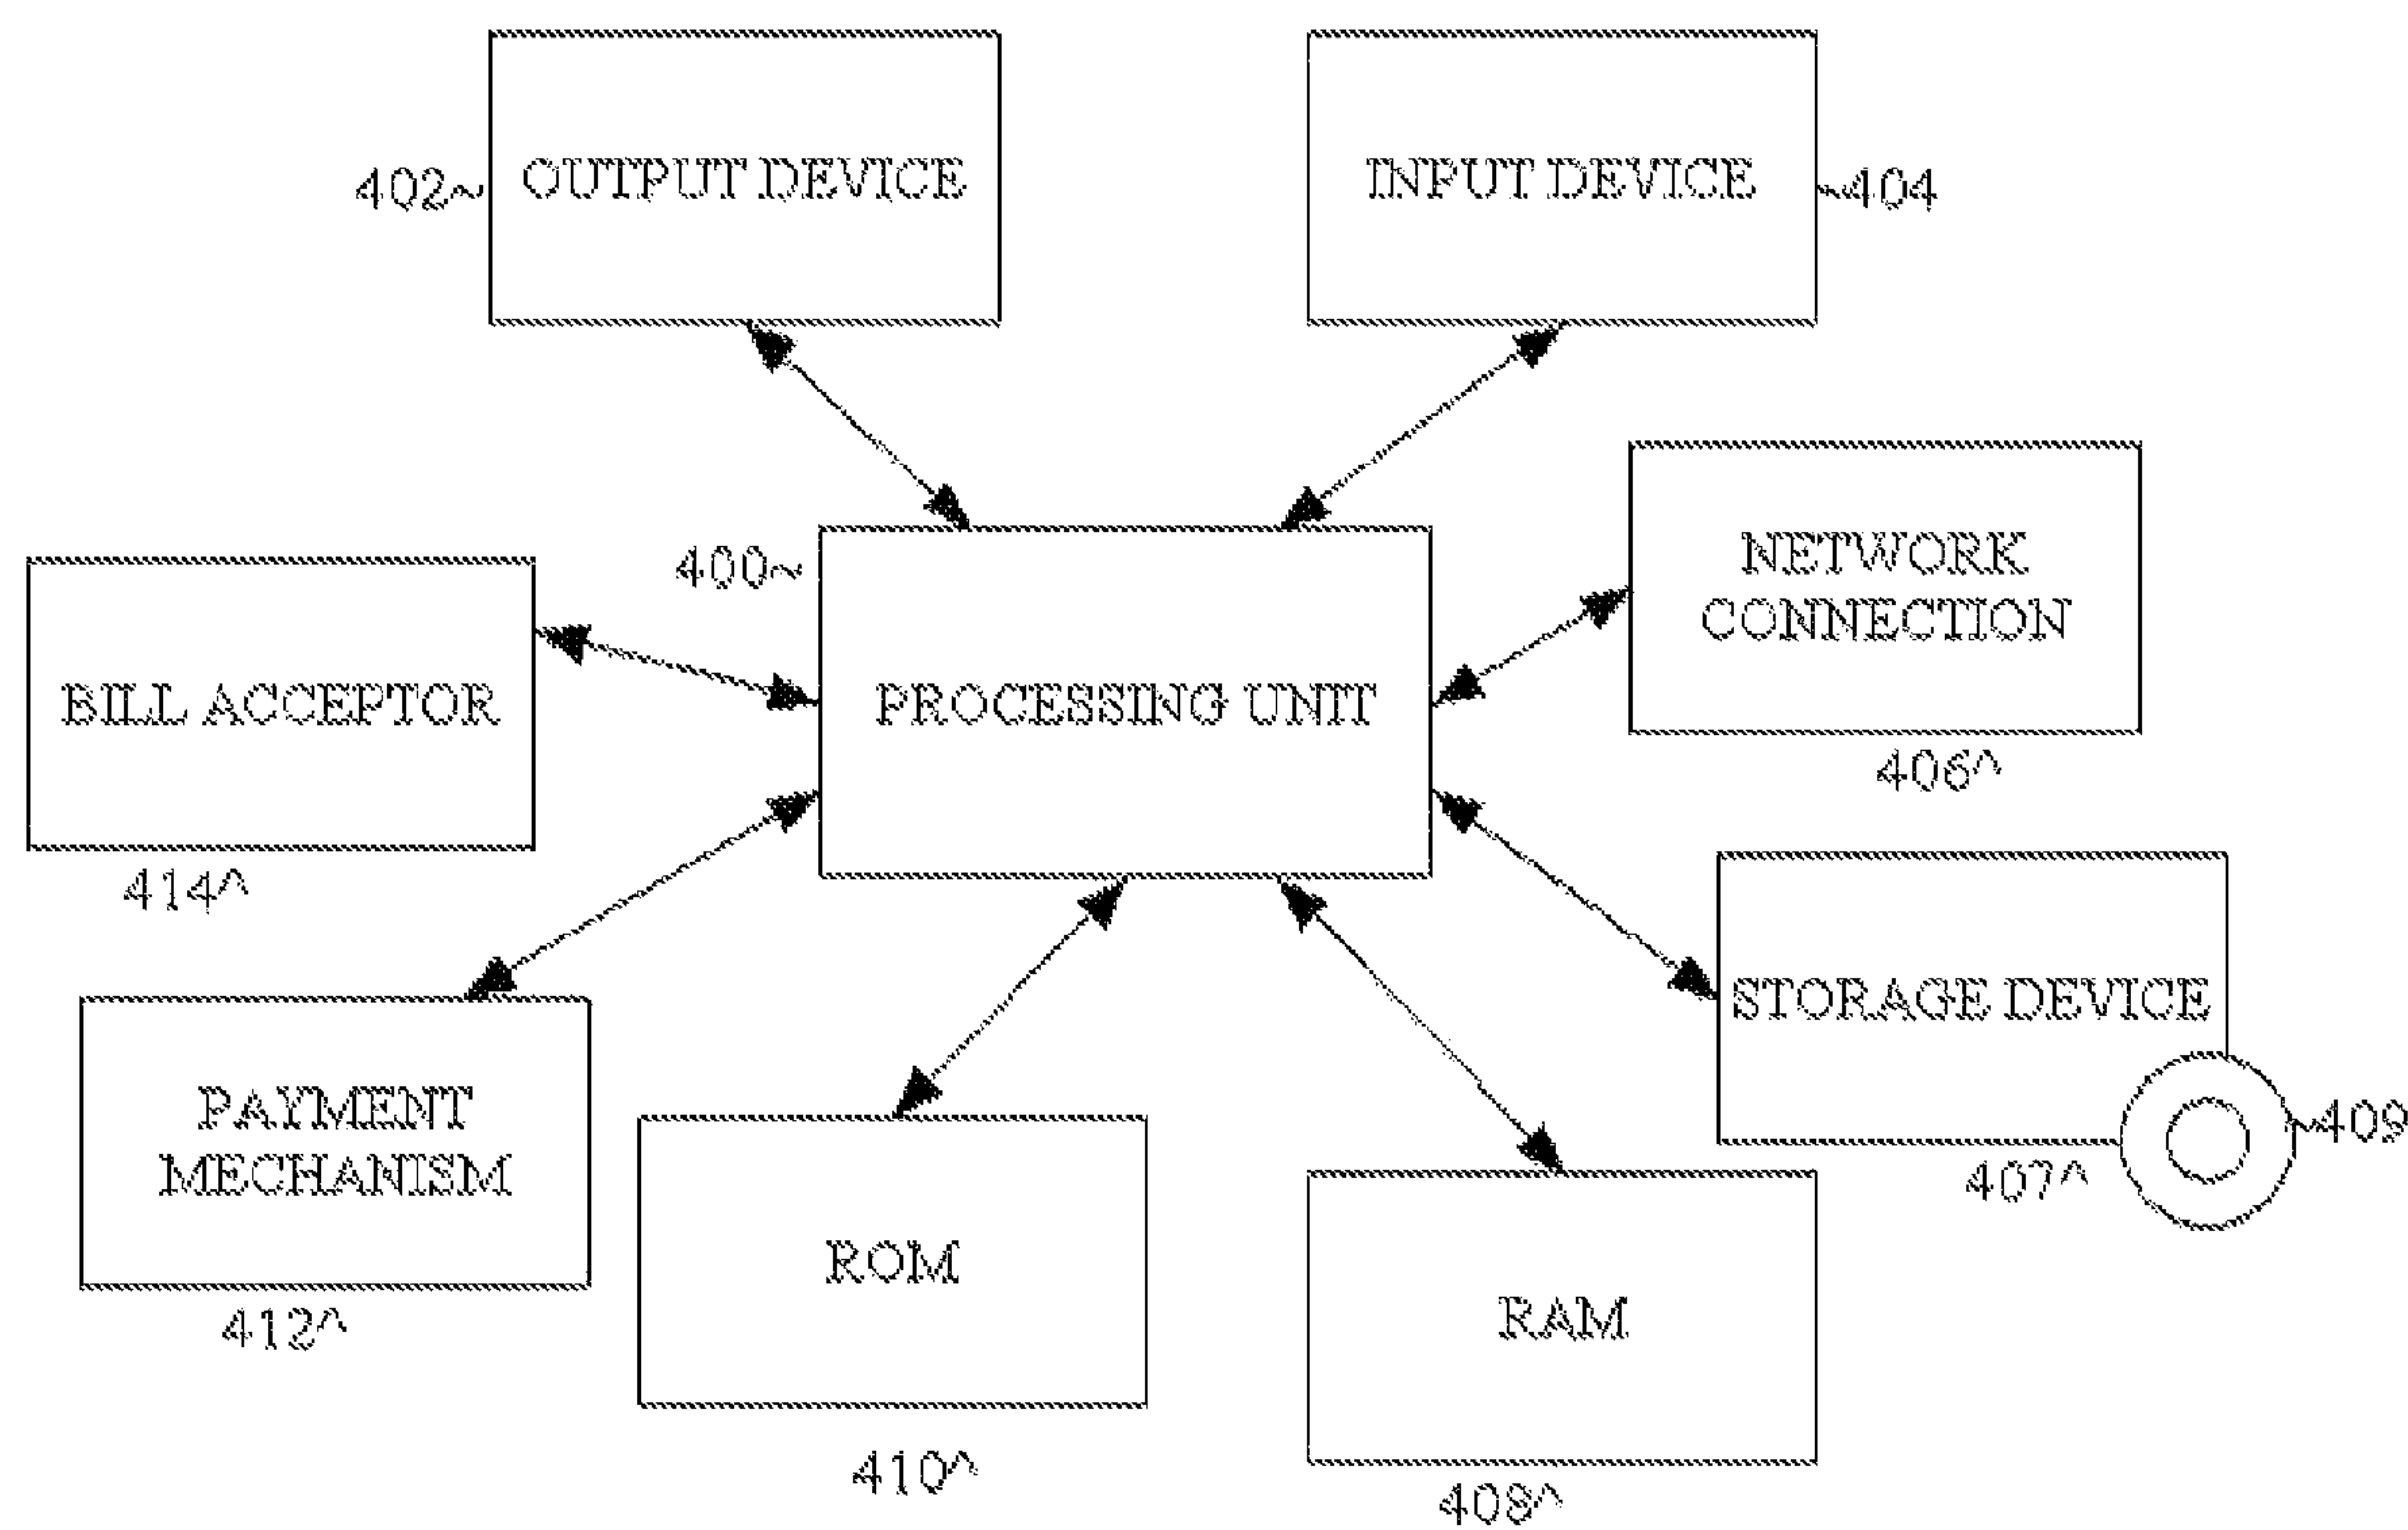 OUTPUT DEVICE
402~
INPUT DEVICE
~404
400~
NETWORK
CONNECTION
406^
BILL ACCEPTOR
414^
PROCESSING UNIT
STORAGE DEVICE
407^
~409
PAYMENT
MECHANISM
412^
ROM
410^
RAM
408^